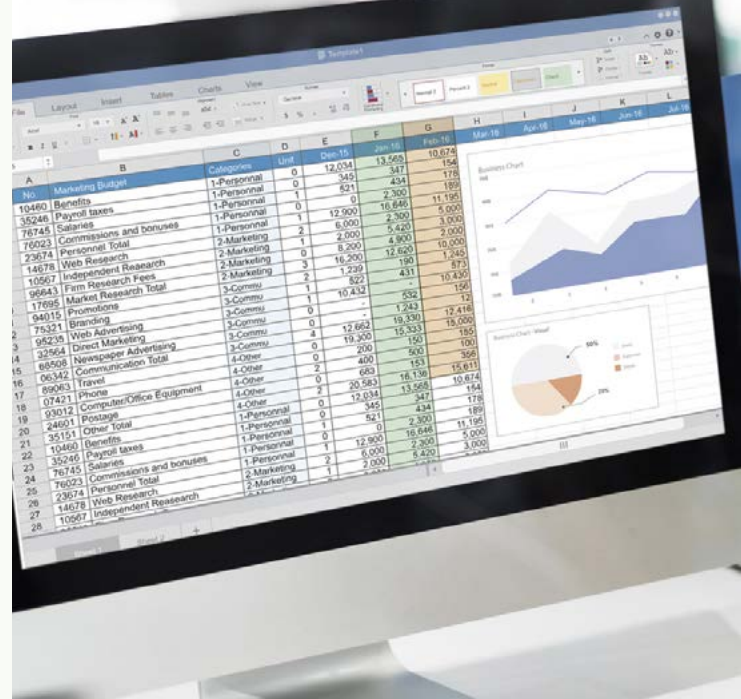 Template1
File Layout Insert Tables Charts View
A B C D E F G H I J K L
No. Marketing Budget Categories Unit Dec-15 Jan-16 Feb-16 Mar-16 Apr-16 May-16 Jun-16 Jul-16
10460 Benefits 1-Personnal 0 12,034 13,565 10,674
35246 Payroll taxes 1-Personnal 0 345 347 154
76745 Salaries 1-Personnal 1 521 434 178
76023 Commissions and bonuses 1-Personnal 1 0 2,300 189
23674 Personnel Total 1-Personnal 0 12,900 16,646 11,195
14678 Web Research 2-Marketing 2 6,000 2,300 5,000
10567 Independent Reaearch 2-Marketing 1 2,000 5,420 3,000
96643 Firm Research Fees 2-Marketing 0 8,200 4,900 2,000
17695 Market Research Total 2-Marketing 3 16,200 12,620 10,000
94015 Promotions 3-Commu 2 1,239 190 1,245
75321 Branding 3-Commu 1 522 431 573
95235 Web Advertising 3-Commu 1 10,432 - 10,430
32564 Direct Marketing 3-Commu 0 - 532 156
68508 Newspaper Advertising 3-Commu 0 - 1,243 12
06342 Communication Total 3-Commu 4 12,662 19,330 12,416
89063 Travel 4-Other 0 19,300 15,333 15,000
07421 Phone 4-Other 0 200 150 185
93012 Computer/Office Equipment 4-Other 2 400 500 100
24601 Postage 4-Other 0 683 153 356
35151 Other Total 4-Other 2 20,583 16,136 15,611
10460 Benefits 1-Personnal 0 12,034 13,565 10,674
35246 Payroll taxes 1-Personnal 0 345 347 154
76745 Salaries 1-Personnal 1 521 434 178
76023 Commissions and bonuses 1-Personnal 1 0 2,300 189
23674 Personnel Total 1-Personnal 12,900 16,646 11,195
14678 Web Research 2-Marketing 2 6,000 2,300 5,000
10567 Independent Reasearch 2-Marketing 1 2,000 5,420 3,000
Business Chart
Business Chart - Visual
50%
Sheet 1 Sheet 2 +